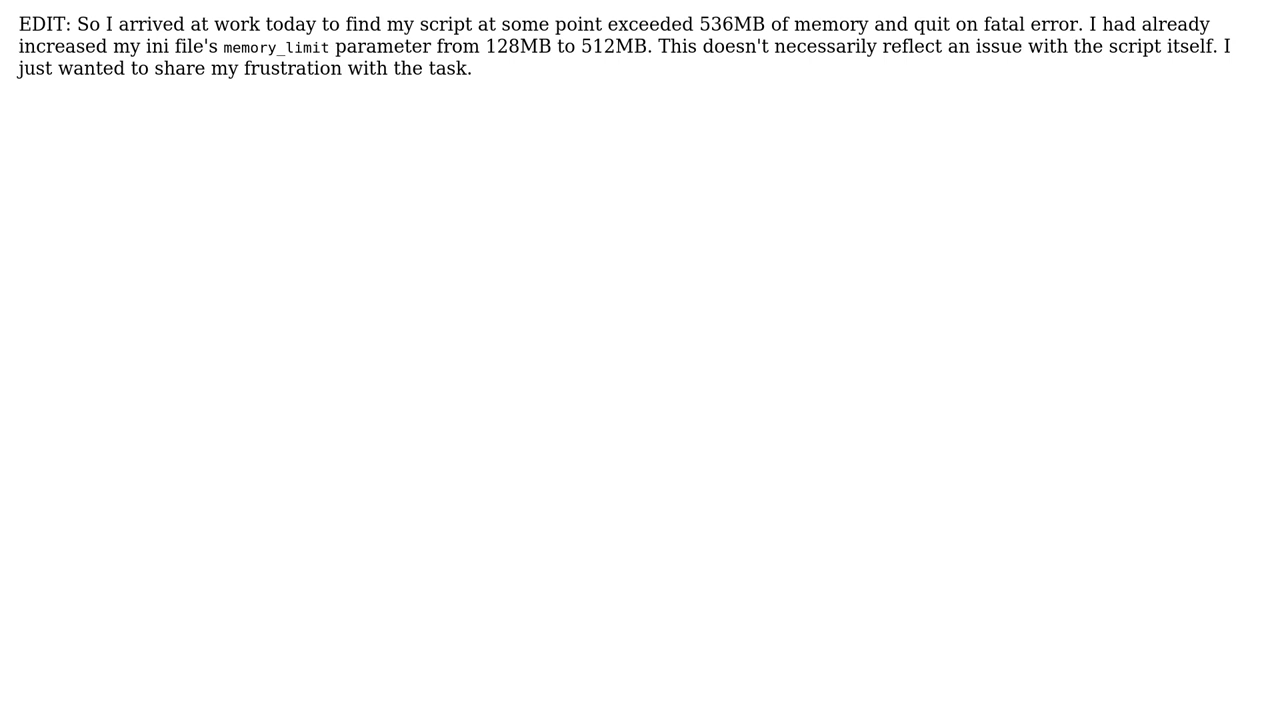 EDIT: So I arrived at work today to find my script at some point exceeded 536MB of memory and quit on fatal error. I had already
increased my ini file's memory_limit parameter from 128MB to 512MB. This doesn't necessarily reflect an issue with the script itself. I
just wanted to share my frustration with the task.